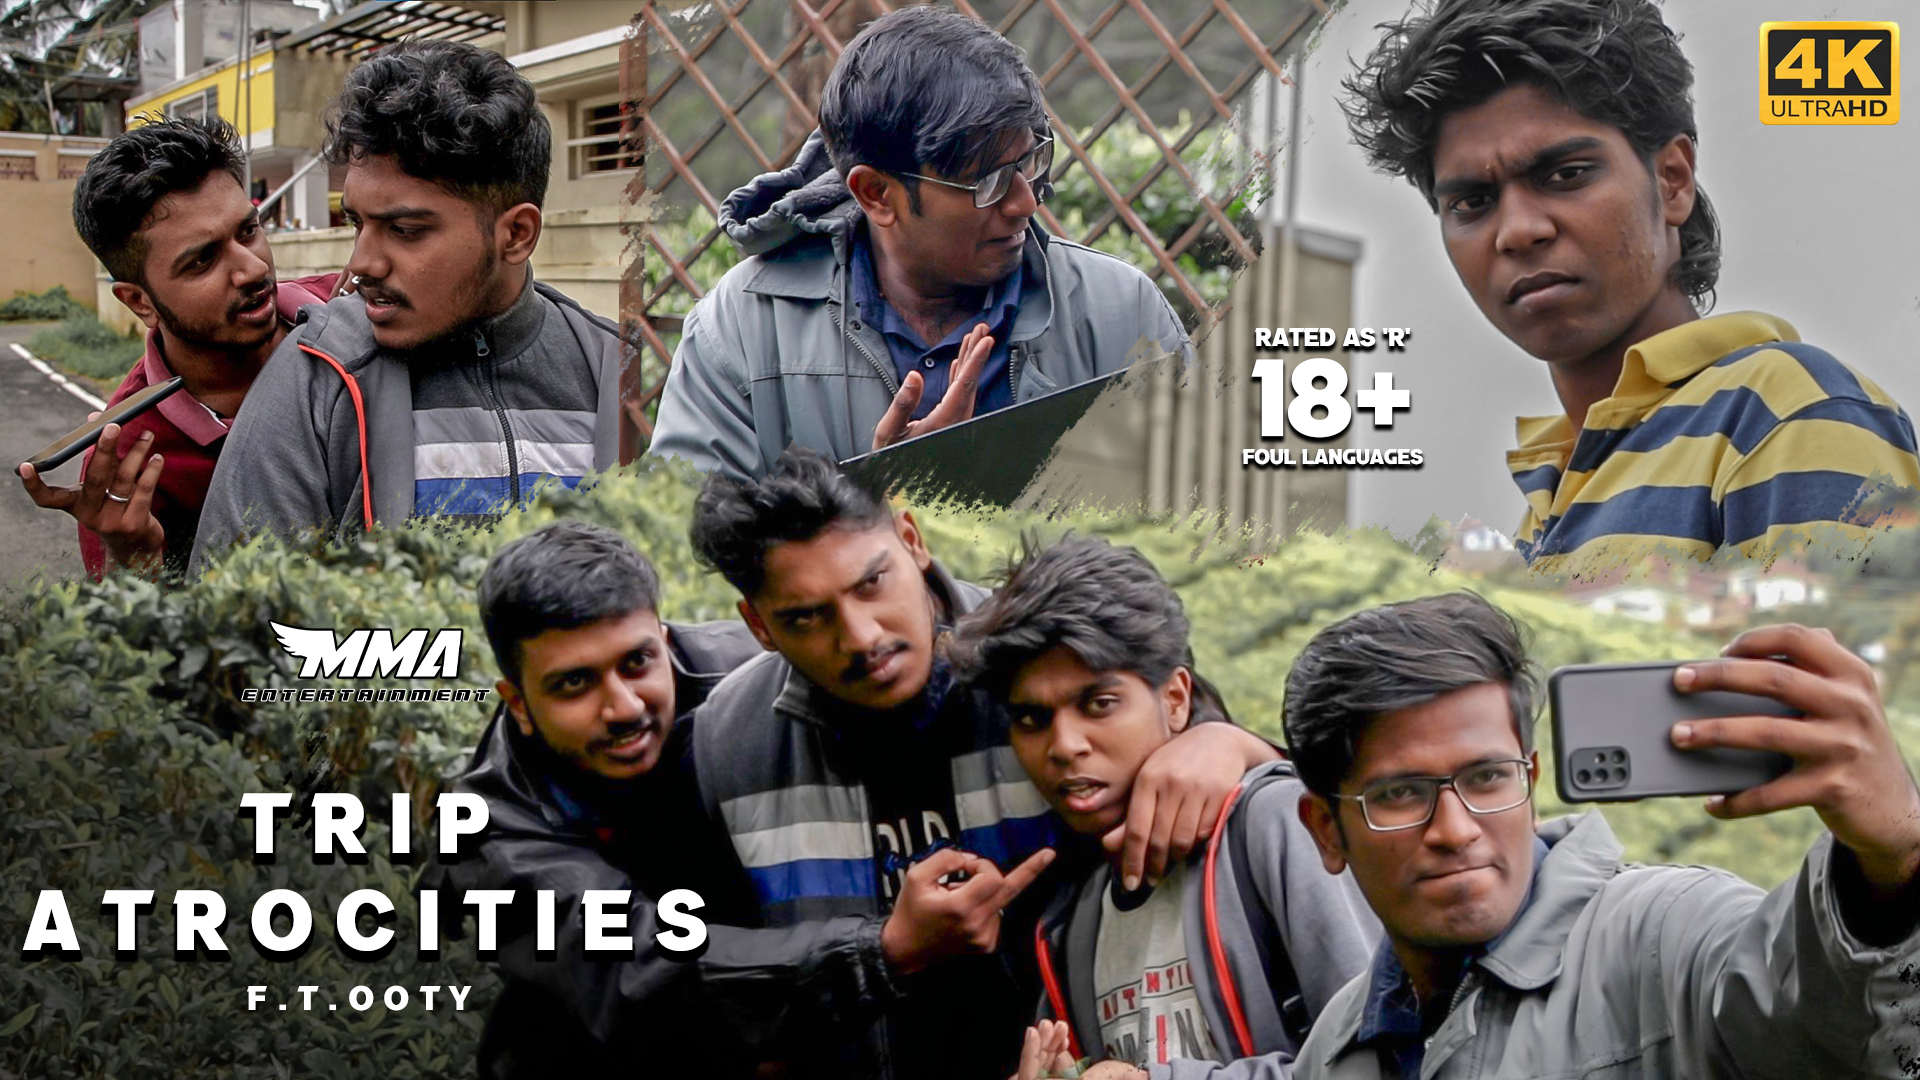 4K
ULTRAHD
RATED AS 'R'
18+
FOUL LANGUAGES
MMA
ENTERTAINMENT
TRIP
ATROCITIES
F.T.OOTY